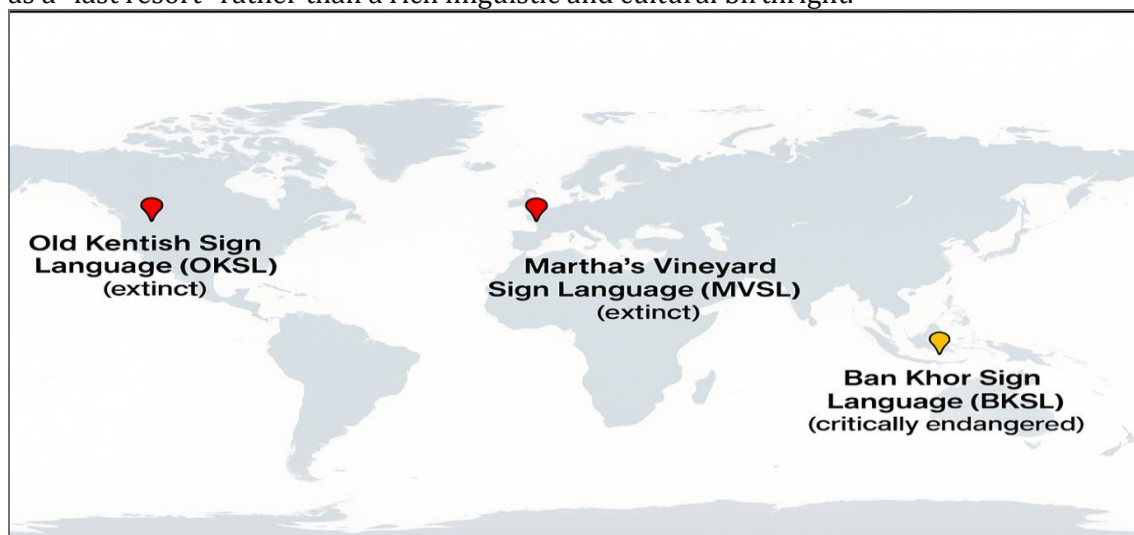 as a "last resort" rather than a rich linguistic and cultural birthright.
Old Kentish Sign
Language (OKSL)
(extinct)
Martha's Vineyard
Sign Language (MVSL)
(extinct)
Ban Khor Sign
Language (BKSL)
(critically endangered)